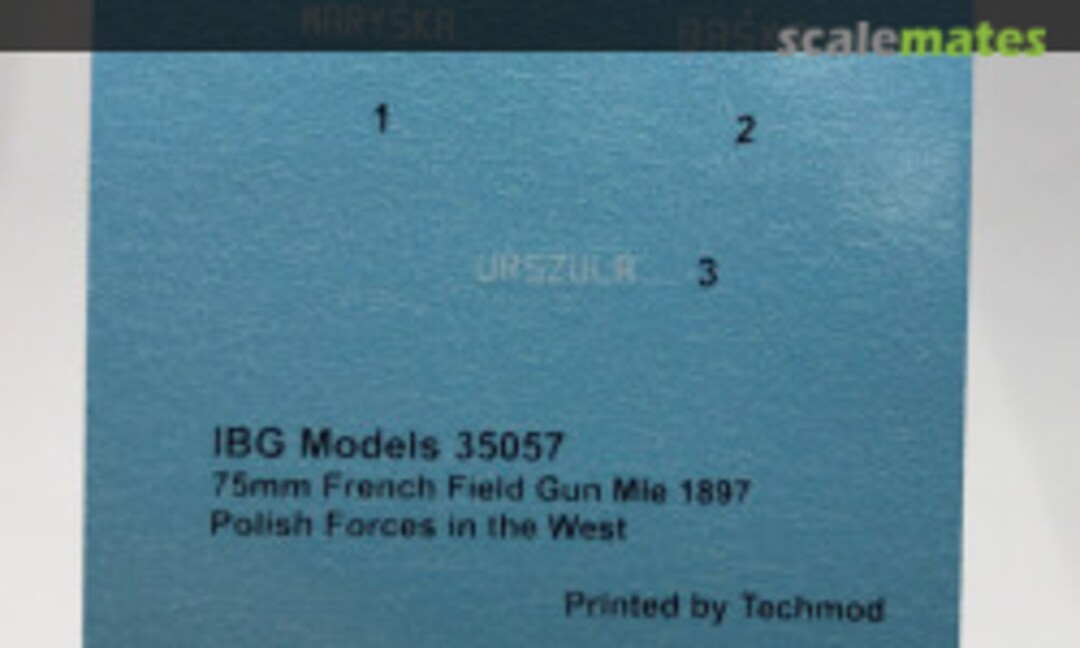 MARYSKA
scalemates
1
2
URSZULA 3
IBG Models 35057
75mm French Field Gun Mle 1897
Polish Forces in the West
Printed by Techmod